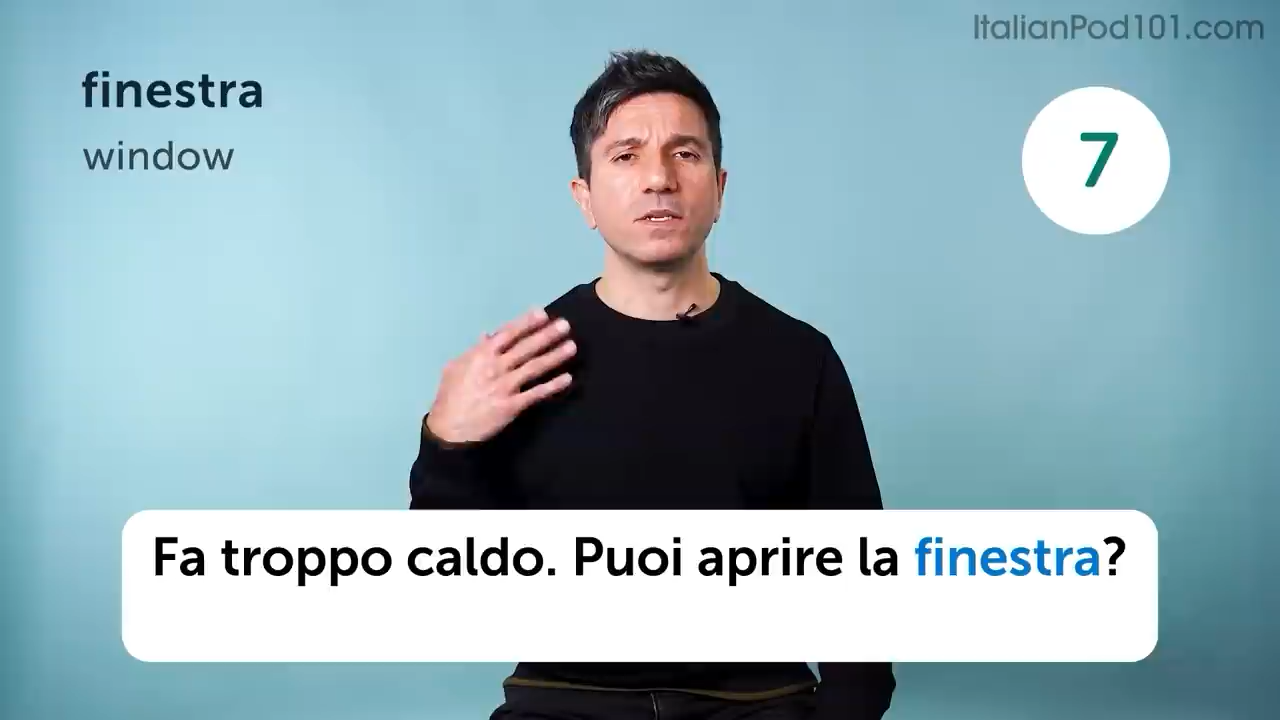 ItalianPod101.com
finestra
window
7
Fa troppo caldo. Puoi aprire la finestra?